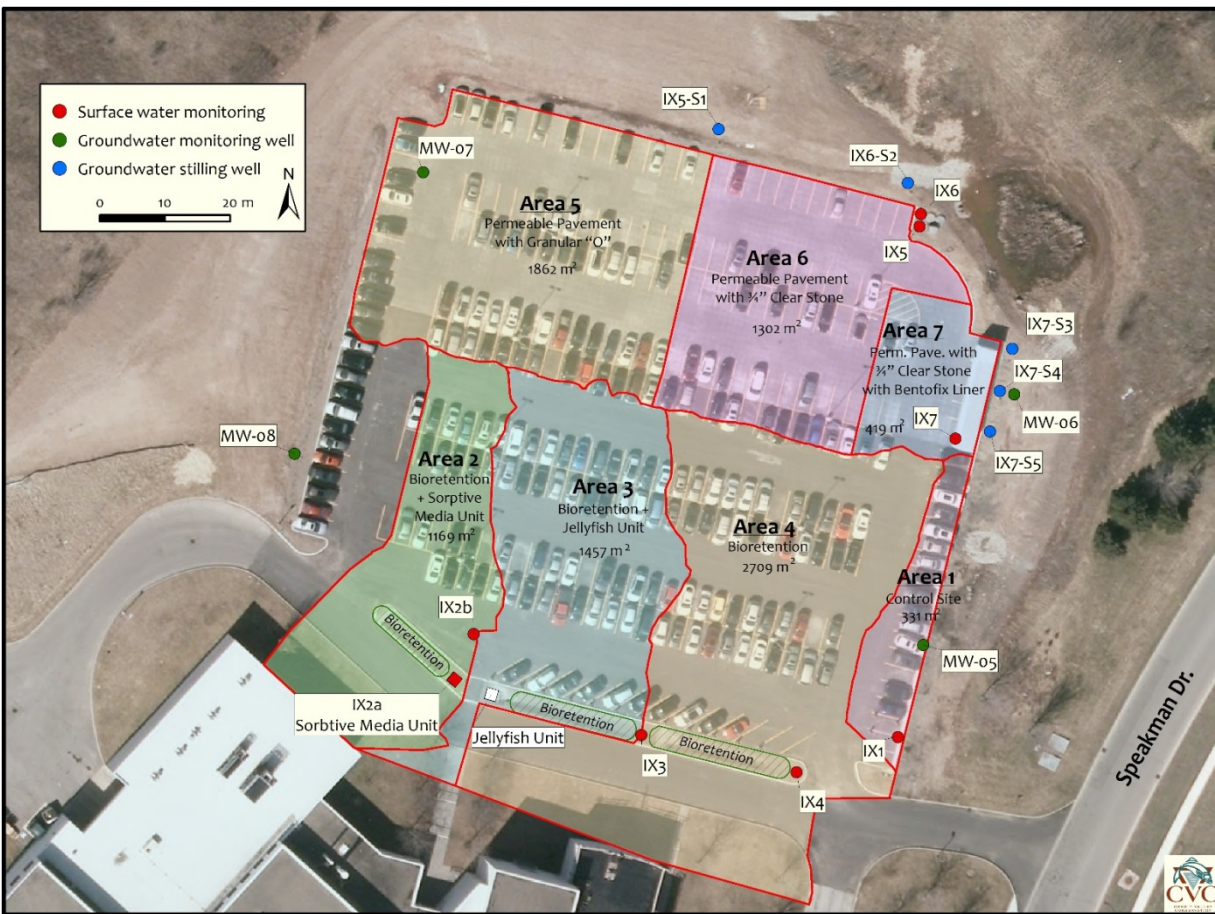 Surface water monitoring
Groundwater monitoring well
Groundwater stilling well
N
0 10 20 m
IX5-S1
MW-07
IX6-S2
IX6
Area 5
Permeable Pavement
with Granular “O”
1862 m²
IX5
Area 6
Permeable Pavement
with ¾” Clear Stone
1302 m²
Area 7
Perm. Pave. with
¾” Clear Stone
with Bentofix Liner
419 m²
IX7-S3
IX7-S4
MW-06
IX7
IX7-S5
MW-08
Area 2
Bioretention
+ Sorptive
Media Unit
1169 m²
Area 3
Bioretention +
Jellyfish Unit
1457 m²
Area 4
Bioretention
2709 m²
Area 1
Control Site
331 m²
IX2b
MW-05
Bioretention
IX2a
Sorbtive Media Unit
Bioretention
Jellyfish Unit
IX3
Bioretention
IX4
IX1
Speakman Dr.
CVC